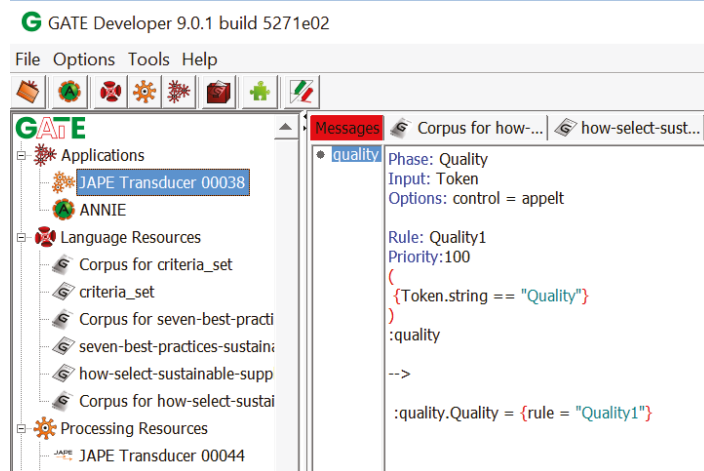 GATE Developer 9.0.1 build 5271e02
File Options Tools Help
GATE
Applications
JAPE Transducer 00038
ANNIE
Language Resources
Corpus for criteria_set
criteria_set
Corpus for seven-best-practi
seven-best-practices-sustaina
how-select-sustainable-supp
Corpus for how-select-sustai
Processing Resources
JAPE Transducer 00044
Messages Corpus for how-... how-select-sust...
quality
Phase: Quality
Input: Token
Options: control = appelt
Rule: Quality1
Priority:100
(
{Token.string == "Quality"}
)
:quality
-->
:quality.Quality = {rule = "Quality1"}